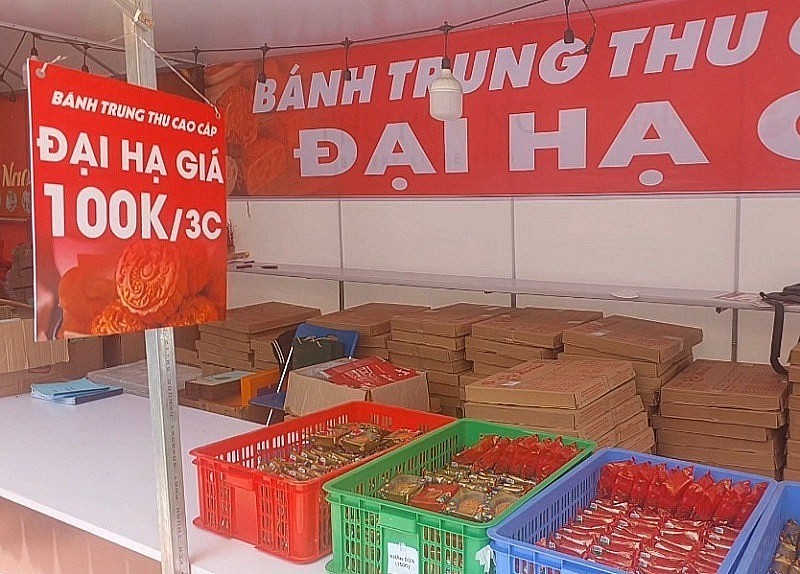 BÁNH TRUNG THU CAO CẤP
ĐẠI HẠ GIÁ
100K/3C
BÁNH TRUNG THU
ĐẠI HẠ